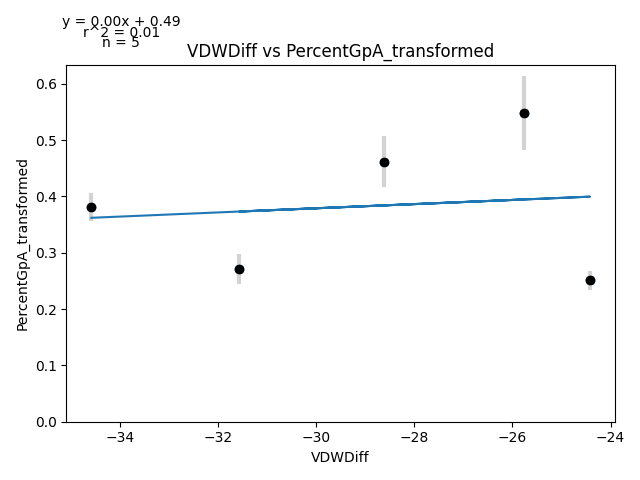 y = 0.00x + 0.49
r^2 = 0.01
n = 5
VDWDiff vs PercentGpA_transformed
PercentGpA_transformed
0.6
0.5
0.4
0.3
0.2
0.1
0.0
−34
−32
−30
−28
−26
−24
VDWDiff